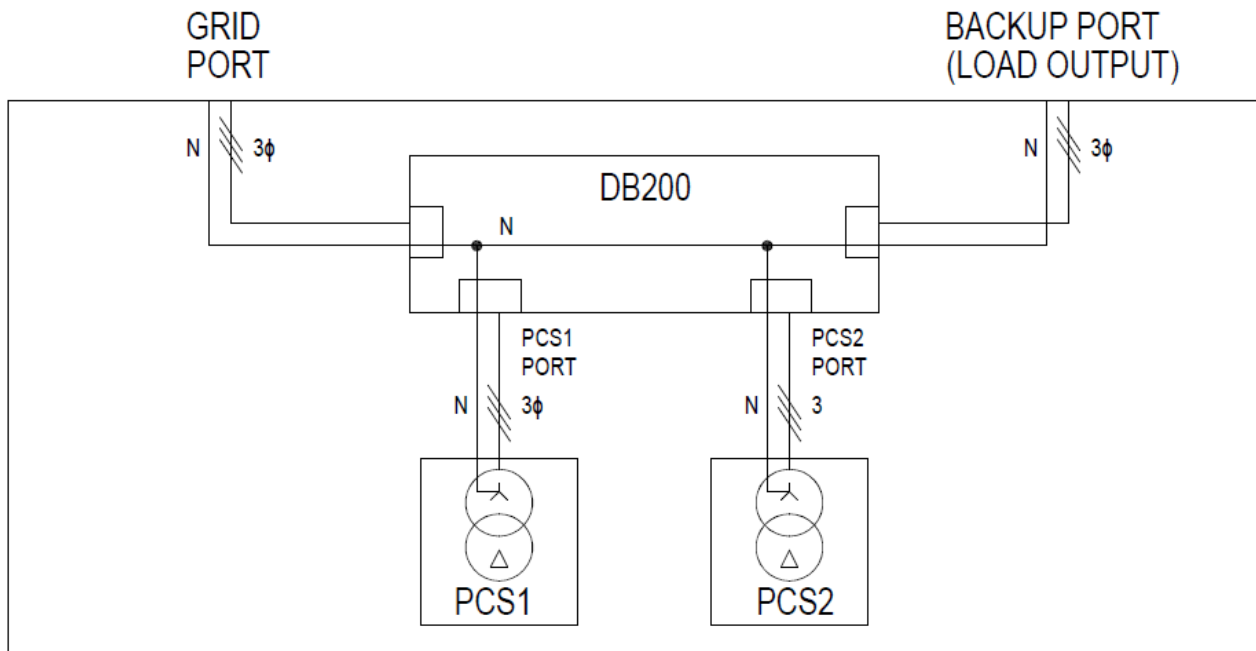 GRID
PORT
BACKUP PORT
(LOAD OUTPUT)
N
3ϕ
N
3ϕ
DB200
N
PCS1
PORT
PCS2
PORT
N
3ϕ
N
3
PCS1
PCS2